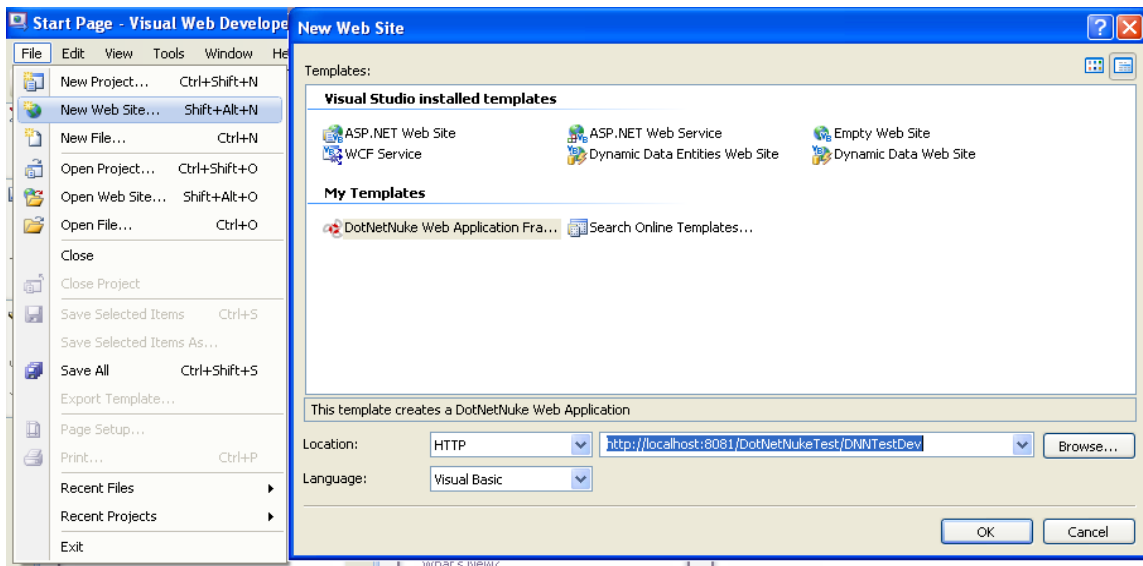 Start Page - Visual Web Develope
File Edit View Tools Window He
New Project... Ctrl+Shift+N
New Web Site... Shift+Alt+N
New File... Ctrl+N
Open Project... Ctrl+Shift+O
Open Web Site... Shift+Alt+O
Open File... Ctrl+O
Close
Close Project
Save Selected Items Ctrl+S
Save Selected Items As...
Save All Ctrl+Shift+S
Export Template...
Page Setup...
Print... Ctrl+P
Recent Files
Recent Projects
Exit
New Web Site
Templates:
Visual Studio installed templates
ASP.NET Web Site ASP.NET Web Service Empty Web Site
WCF Service Dynamic Data Entities Web Site Dynamic Data Web Site
My Templates
DotNetNuke Web Application Fra... Search Online Templates...
This template creates a DotNetNuke Web Application
Location: HTTP http://localhost:8081/DotNetNukeTest/DNNTestDev Browse...
Language: Visual Basic
OK Cancel
What's New?